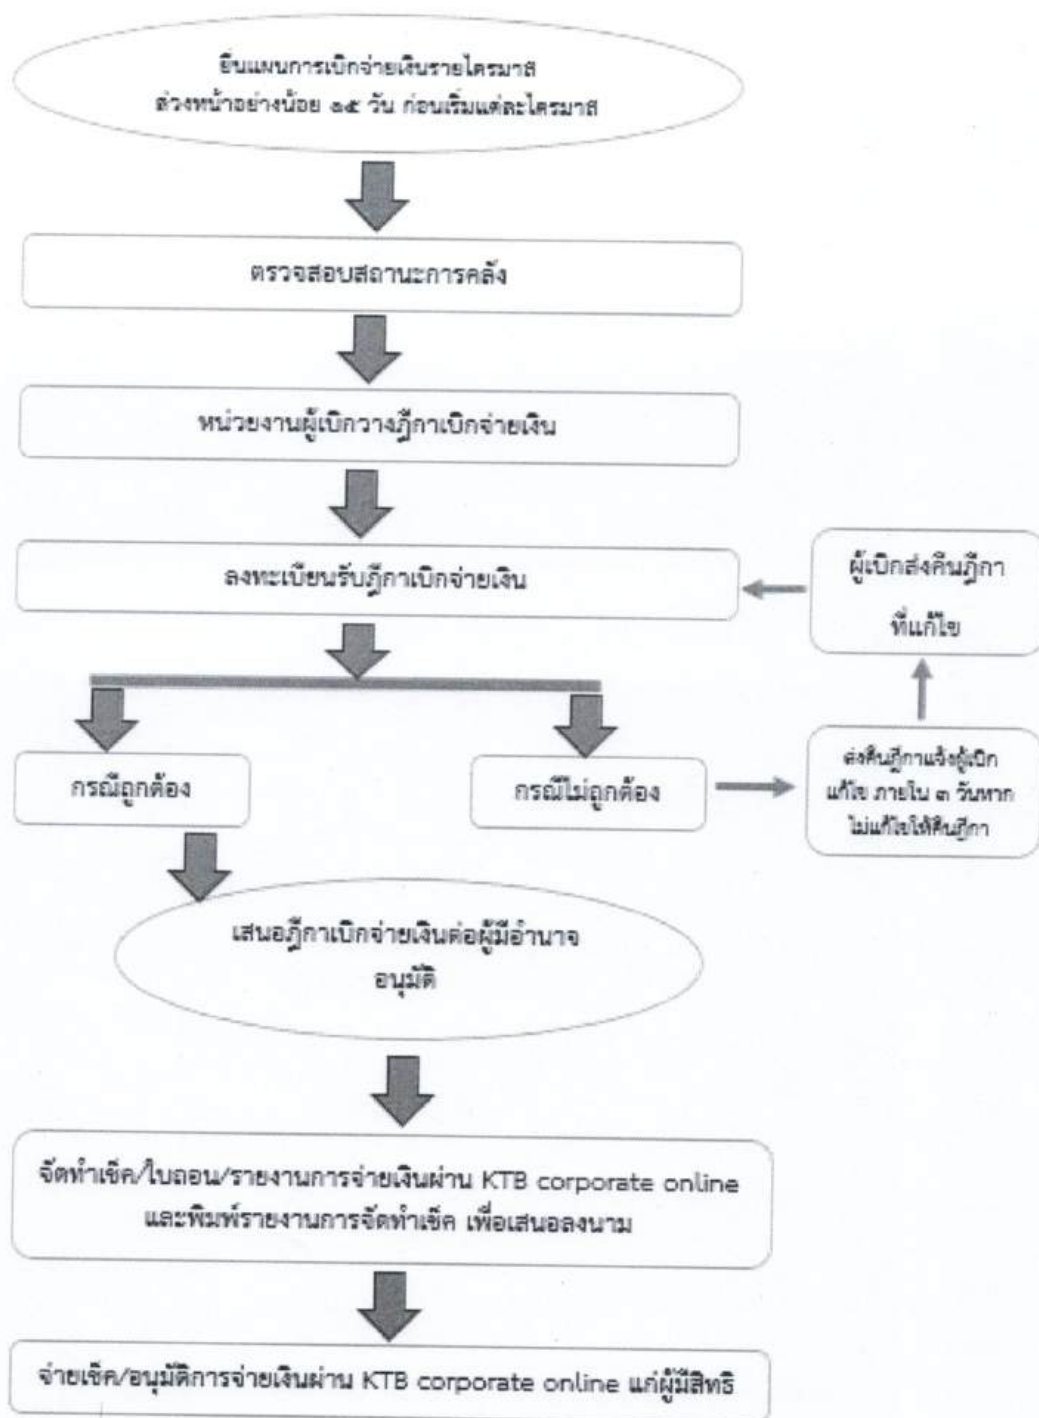 ยื่นแผนการเบิกจ่ายเงินรายไตรมาส
ล่วงหน้าอย่างน้อย ๑๕ วัน ก่อนเริ่มแต่ละไตรมาส
ตรวจสอบสถานะการคลัง
หน่วยงานผู้เบิกวางฎีกาเบิกจ่ายเงิน
ลงทะเบียนรับฎีกาเบิกจ่ายเงิน
ผู้เบิกส่งคืนฎีกา
ที่แก้ไข
กรณีถูกต้อง
กรณีไม่ถูกต้อง
ส่งคืนฎีกาแจ้งผู้เบิก
แก้ไข ภายใน ๓ วันหาก
ไม่แก้ไขให้คืนฎีกา
เสนอฎีกาเบิกจ่ายเงินต่อผู้มีอำนาจ
อนุมัติ
จัดทำเช็ค/ใบถอน/รายงานการจ่ายเงินผ่าน KTB corporate online
และพิมพ์รายงานการจัดทำเช็ค เพื่อเสนอลงนาม
จ่ายเช็ค/อนุมัติการจ่ายเงินผ่าน KTB corporate online แก่ผู้มีสิทธิ